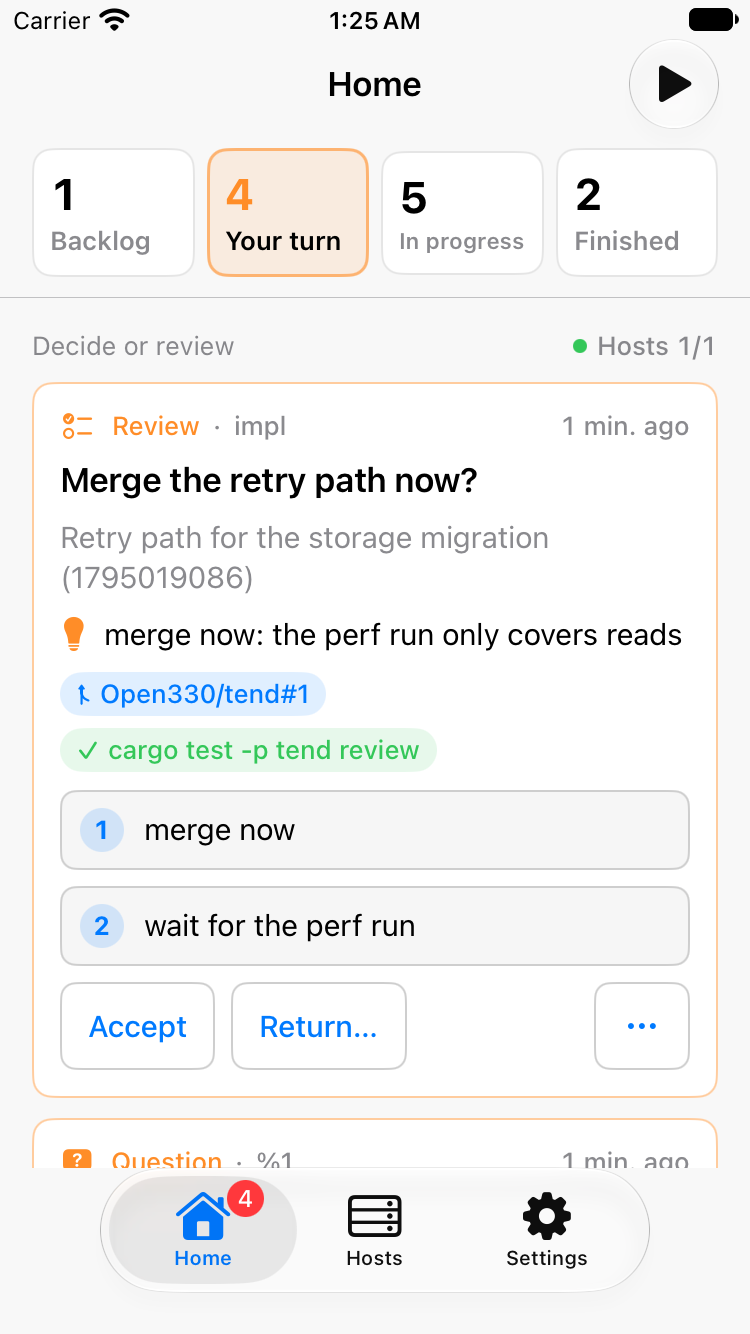 Carrier 1:25 AM
Home
1 4 5 2
Backlog Your turn In progress Finished
Decide or review Hosts 1/1
Review · impl 1 min. ago
Merge the retry path now?
Retry path for the storage migration
(1795019086)
merge now: the perf run only covers reads
Open330/tend#1
✓ cargo test -p tend review
1 merge now
2 wait for the perf run
Accept Return... ...
? Question · %1 1 min. ago
4
Home Hosts Settings